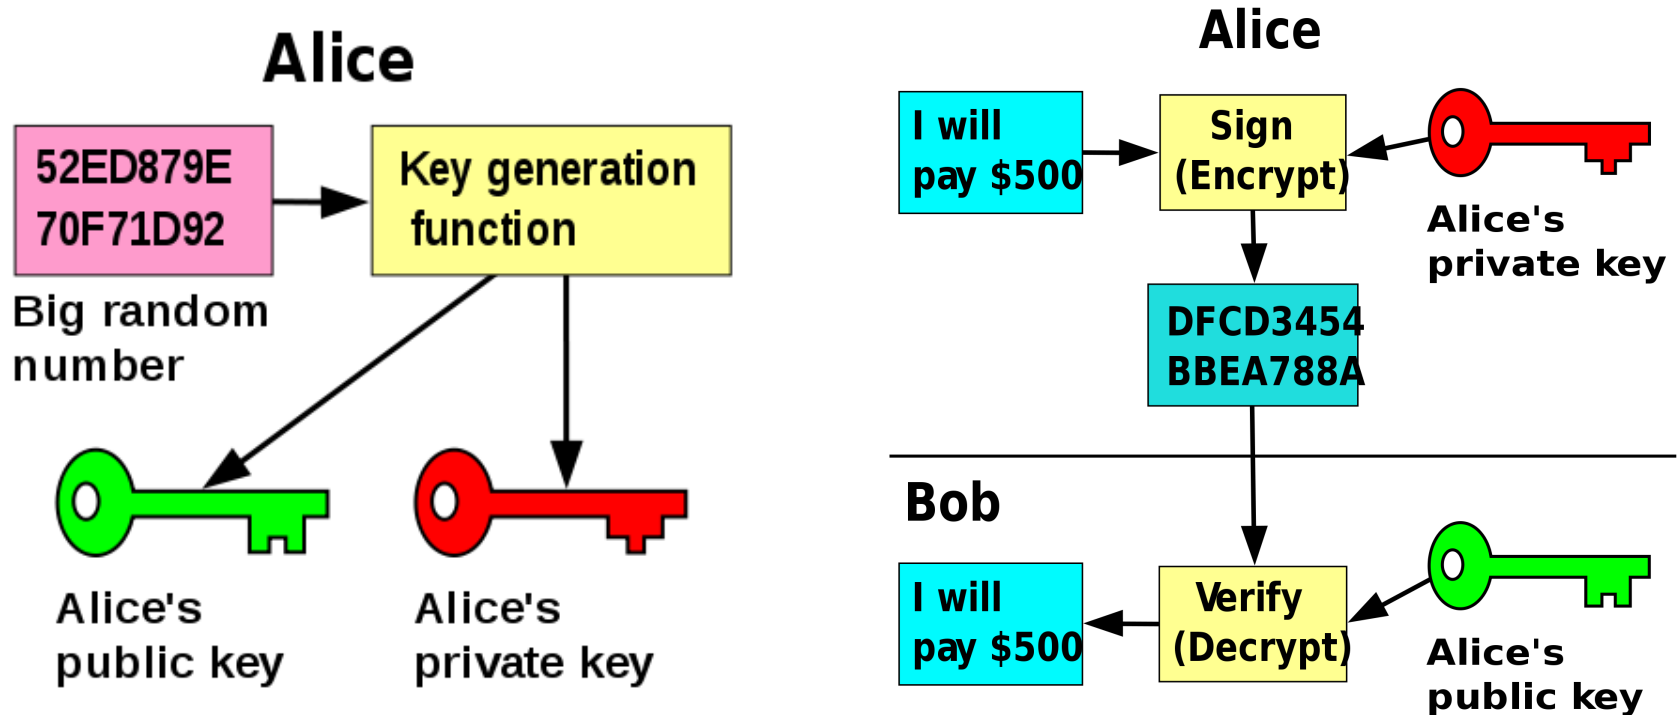 Alice
52ED879E
70F71D92
Key generation
function
Big random
number
Alice's
public key
Alice's
private key
Alice
I will
pay $500
Sign
(Encrypt)
Alice's
private key
DFCD3454
BBEA788A
Bob
I will
pay $500
Verify
(Decrypt)
Alice's
public key